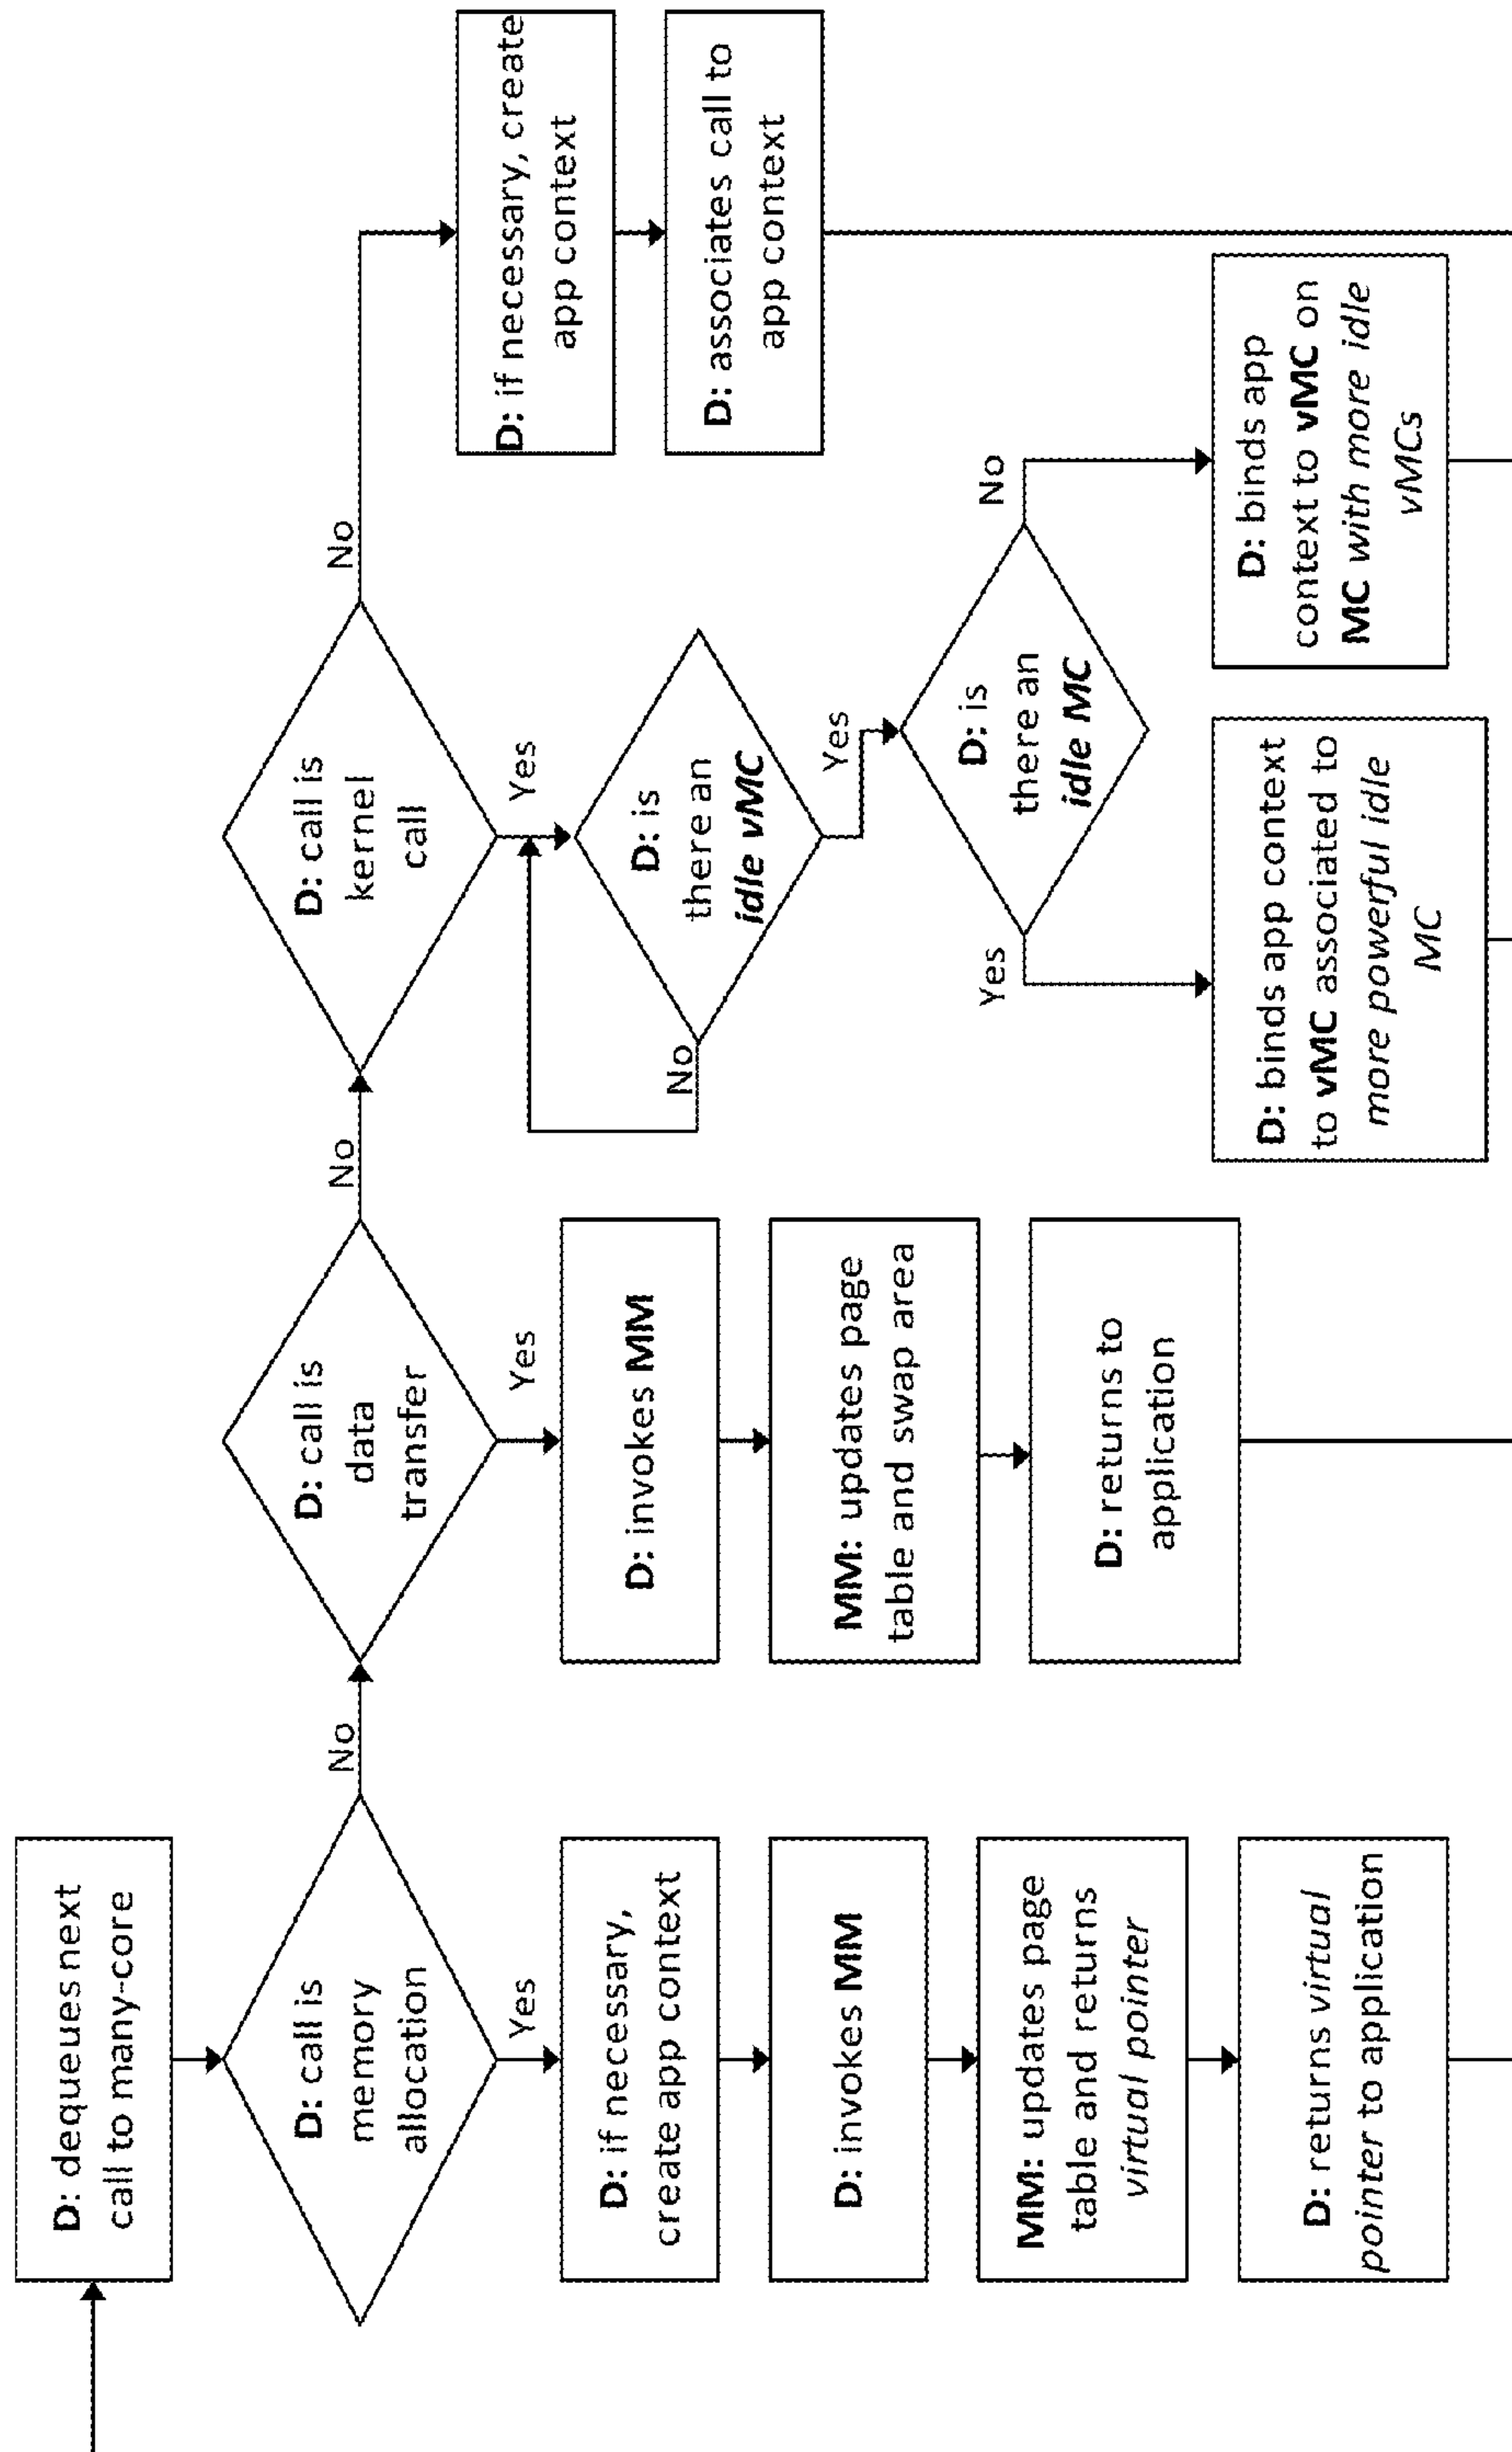 D: dequeues next
call to many-core
D: call is
memory
allocation
No
Yes
D: if necessary,
create app context
D: invokes MM
MM: updates page
table and returns
virtual pointer
D: returns virtual
pointer to application
D: call is
data
transfer
No
Yes
D: invokes MM
MM: updates page
table and swap area
D: returns to
application
D: call is
kernel
call
No
Yes
D: is
there an
idle vMC
No
Yes
D: is
there an
idle MC
Yes
No
D: binds app context
to vMC associated to
more powerful idle
MC
D: binds app
context to vMC on
MC with more idle
vMCs
D: if necessary, create
app context
D: associates call to
app context